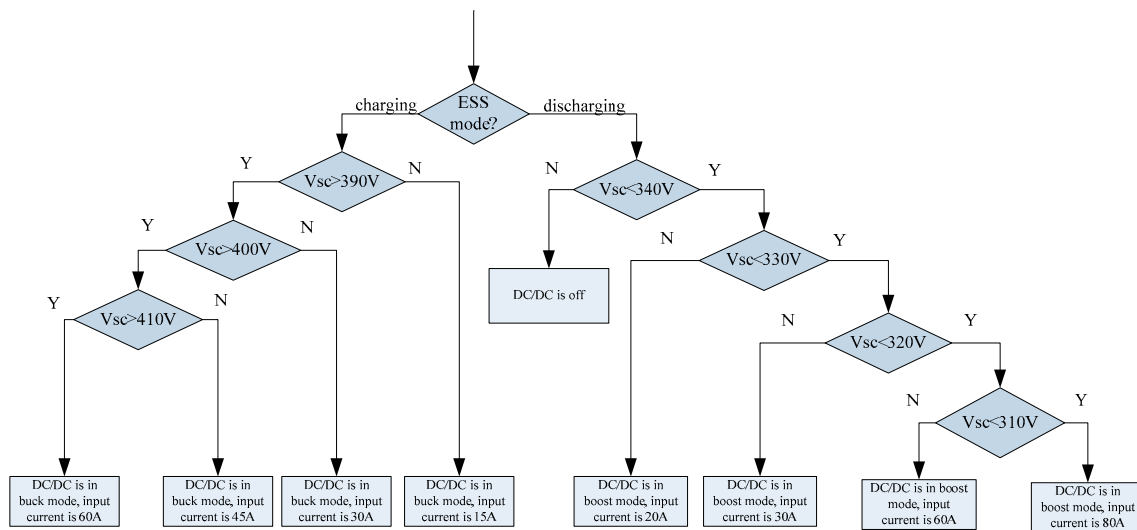 ESS
mode?
charging
discharging
Vsc>390V
Y
N
Vsc<340V
N
Y
Vsc>400V
Y
N
Vsc<330V
N
Y
DC/DC is off
Vsc>410V
Y
N
Vsc<320V
N
Y
Vsc<310V
N
Y
DC/DC is in
buck mode, input
current is 60A
DC/DC is in
buck mode, input
current is 45A
DC/DC is in
buck mode, input
current is 30A
DC/DC is in
buck mode, input
current is 15A
DC/DC is in
boost mode, input
current is 20A
DC/DC is in
boost mode, input
current is 30A
DC/DC is in boost
mode, input
current is 60A
DC/DC is in
boost mode, input
current is 80A